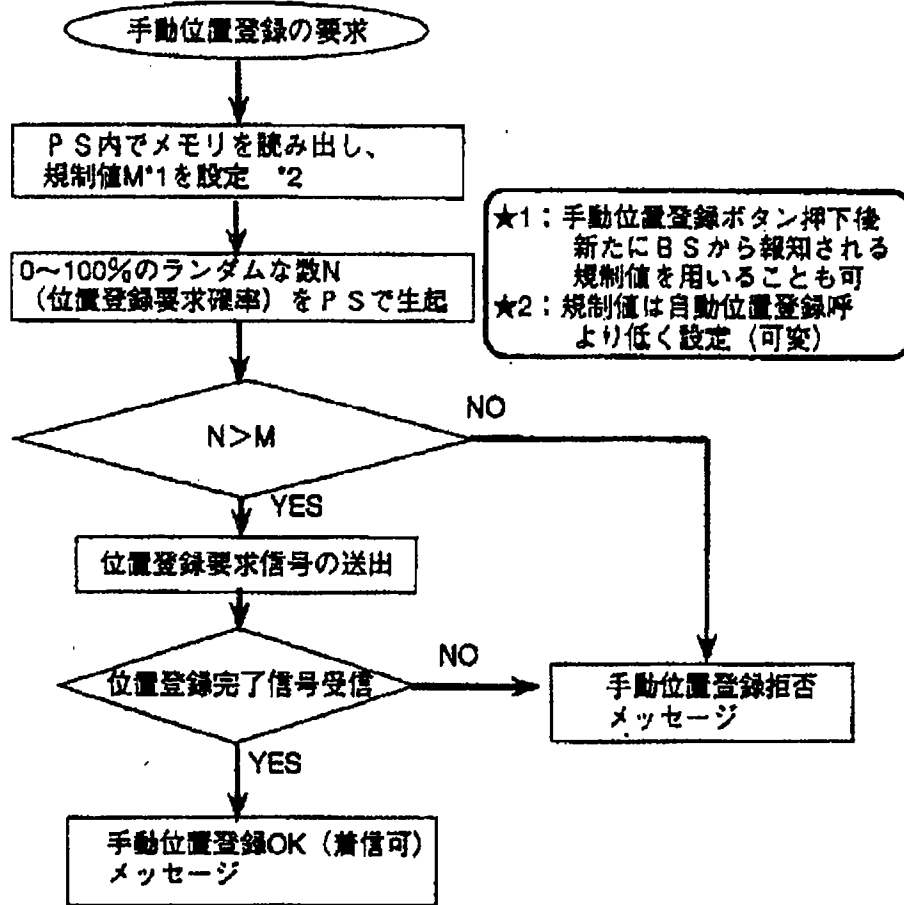 手動位置登録の要求
PS内でメモリを読み出し、
規制値M*1を設定 *2
★1：手動位置登録ボタン押下後
新たにBSから報知される
規制値を用いることも可
★2：規制値は自動位置登録呼
より低く設定（可変）
0～100%のランダムな数N
（位置登録要求確率）をPSで生起
N＞M
NO
YES
位置登録要求信号の送出
位置登録完了信号受信
NO
手動位置登録拒否
メッセージ
YES
手動位置登録OK（着信可）
メッセージ